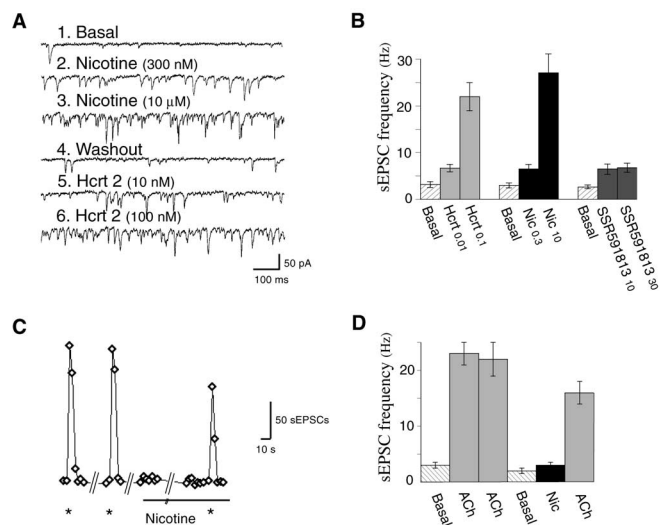 A
1. Basal
2. Nicotine (300 nM)
3. Nicotine (10 µM)
4. Washout
5. Hcrt 2 (10 nM)
6. Hcrt 2 (100 nM)
50 pA
100 ms
B
sEPSC frequency (Hz)
30
20
10
0
Basal
Hcrt 0.01
Hcrt 0.1
Basal
Nic 0.3
Nic 10
Basal
SSR591813 10
SSR591813 30
C
50 sEPSCs
10 s
* * *
Nicotine
D
sEPSC frequency (Hz)
20
10
0
Basal
ACh
ACh
Basal
Nic
ACh